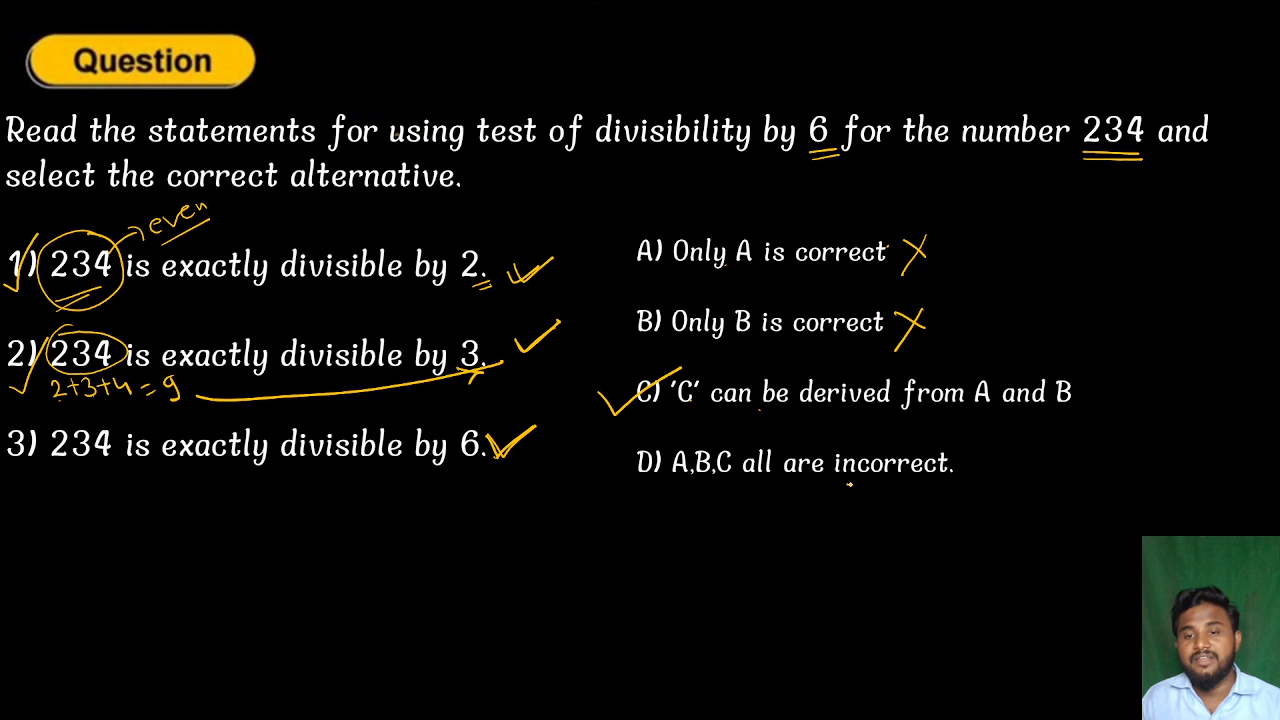 Question
Read the statements for using test of divisibility by 6 for the number 234 and
select the correct alternative.
even
1) 234 is exactly divisible by 2.
2) 234 is exactly divisible by 3.
2+3+4=9
3) 234 is exactly divisible by 6.
A) Only A is correct
B) Only B is correct
C) 'C' can be derived from A and B
D) A,B,C all are incorrect.